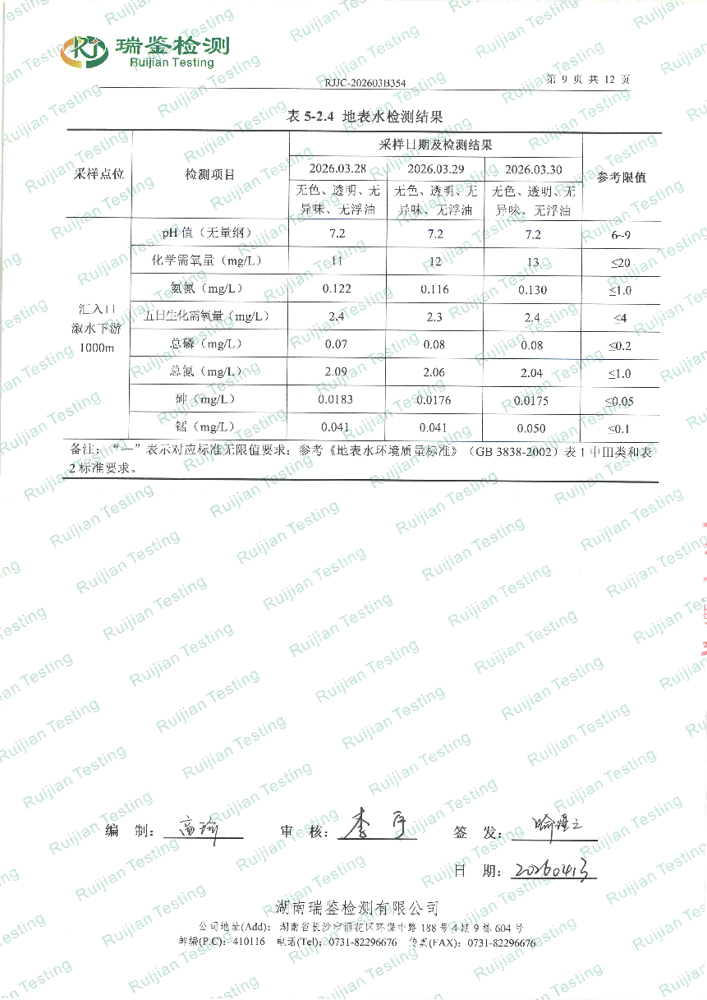 瑞鉴检测
Ruijian Testing
RJJC-202603B354
第 9 页 共 12 页
表 5-2.4 地表水检测结果
采样点位 检测项目 采样日期及检测结果 参考限值
2026.03.28 2026.03.29 2026.03.30
无色、透明、无异味、无浮油 无色、透明、无异味、无浮油 无色、透明、无异味、无浮油
汇入口溆水下游1000m
pH 值（无量纲） 7.2 7.2 7.2 6~9
化学需氧量（mg/L） 11 12 13 ≤20
氨氮（mg/L） 0.122 0.116 0.130 ≤1.0
五日生化需氧量（mg/L） 2.4 2.3 2.4 ≤4
总磷（mg/L） 0.07 0.08 0.08 ≤0.2
总氮（mg/L） 2.09 2.06 2.04 ≤1.0
砷（mg/L） 0.0183 0.0176 0.0175 ≤0.05
锰（mg/L） 0.041 0.041 0.050 ≤0.1
备注：“—”表示对应标准无限值要求；参考《地表水环境质量标准》（GB 3838-2002）表 1 中Ⅲ类和表
2 标准要求。
编 制：
审 核：李
签 发：
日 期：20260413
湖南瑞鉴检测有限公司
公司地址(Add)：湖南省长沙市雨花区环保中路 188 号 4 期 9 栋 604 号
邮编(P.C)：410116 电话(Tel)：0731-82296676 传真(FAX)：0731-82296676